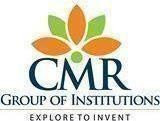 CMR
GROUP OF INSTITUTIONS
EXPLORE TO INVENT